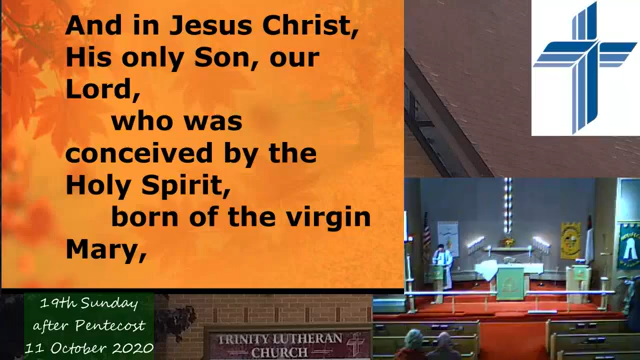 And in Jesus Christ,
His only Son, our
Lord,
who was
conceived by the
Holy Spirit,
born of the virgin
Mary,
19th Sunday
after Pentecost
11 October 2020
TRINITY LUTHERAN
CHURCH